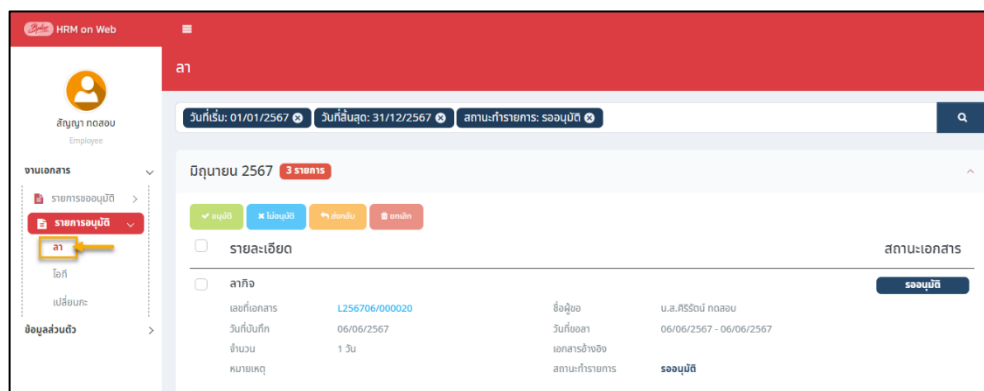 HRM on Web
ลา
สัญญา ทดสอบ
Employee
วันที่เริ่ม: 01/01/2567 วันที่สิ้นสุด: 31/12/2567 สถานะทำรายการ: รออนุมัติ
งานเอกสาร
รายการขออนุมัติ
รายการอนุมัติ
ลา
โอที
เปลี่ยนกะ
ข้อมูลส่วนตัว
มิถุนายน 2567 3 รายการ
อนุมัติ ไม่อนุมัติ ส่งกลับ ยกเลิก
รายละเอียด สถานะเอกสาร
ลากิจ รออนุมัติ
เลขที่เอกสาร L256706/000020 ชื่อผู้ขอ น.ส.ศิริรัตน์ ทดสอบ
วันที่บันทึก 06/06/2567 วันที่ขอลา 06/06/2567 - 06/06/2567
จำนวน 1 วัน เอกสารอ้างอิง
หมายเหตุ สถานะทำรายการ รออนุมัติ